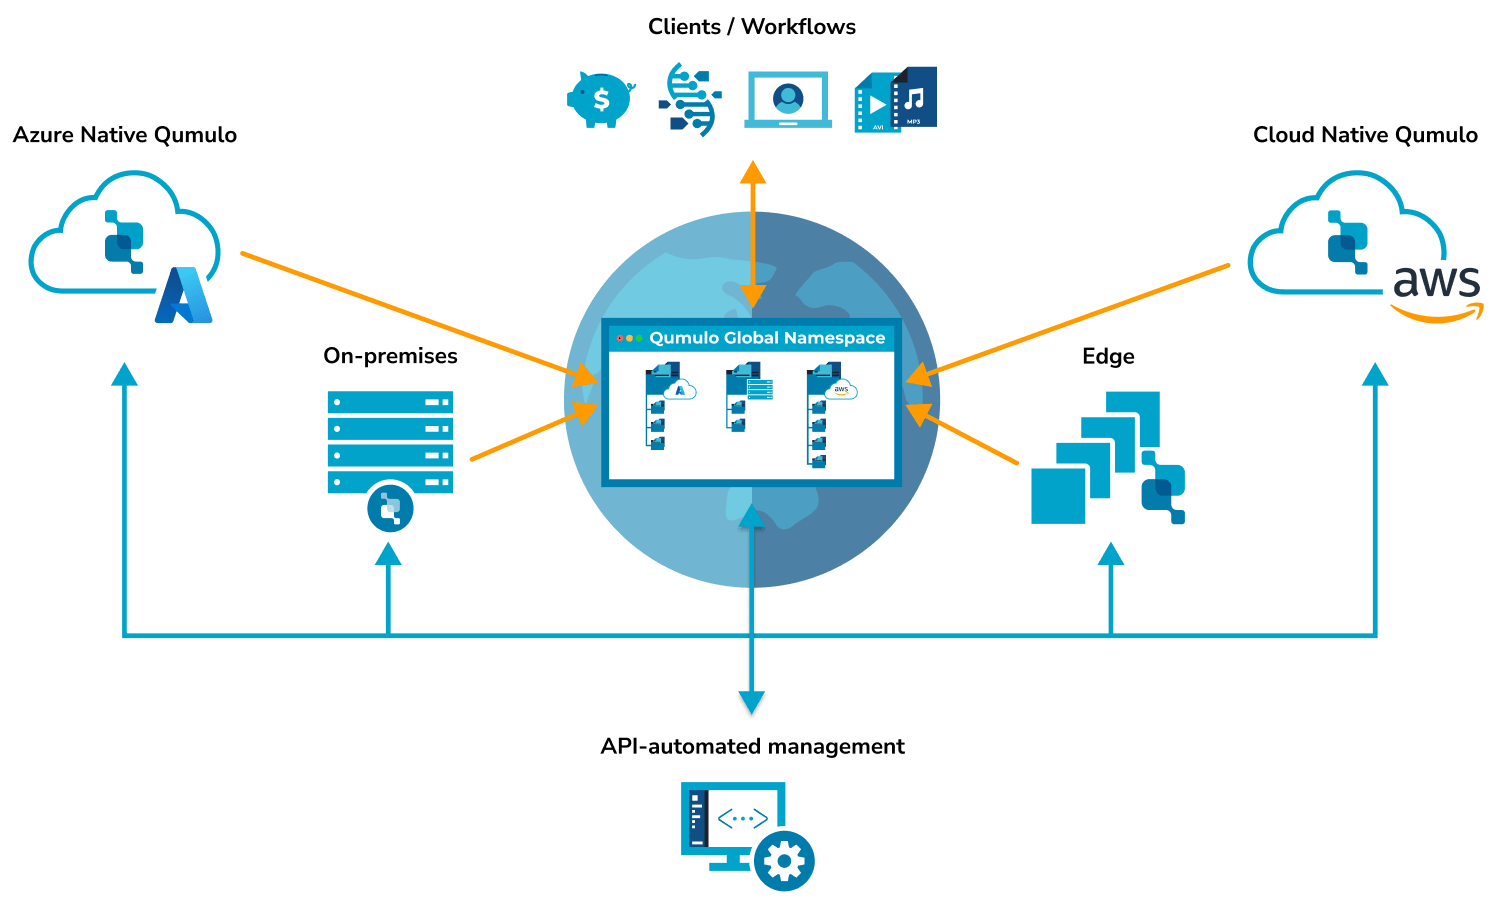 Clients / Workflows
AVI
MP3
Azure Native Qumulo
Cloud Native Qumulo
aws
On-premises
Edge
Qumulo Global Namespace
aws
API-automated management